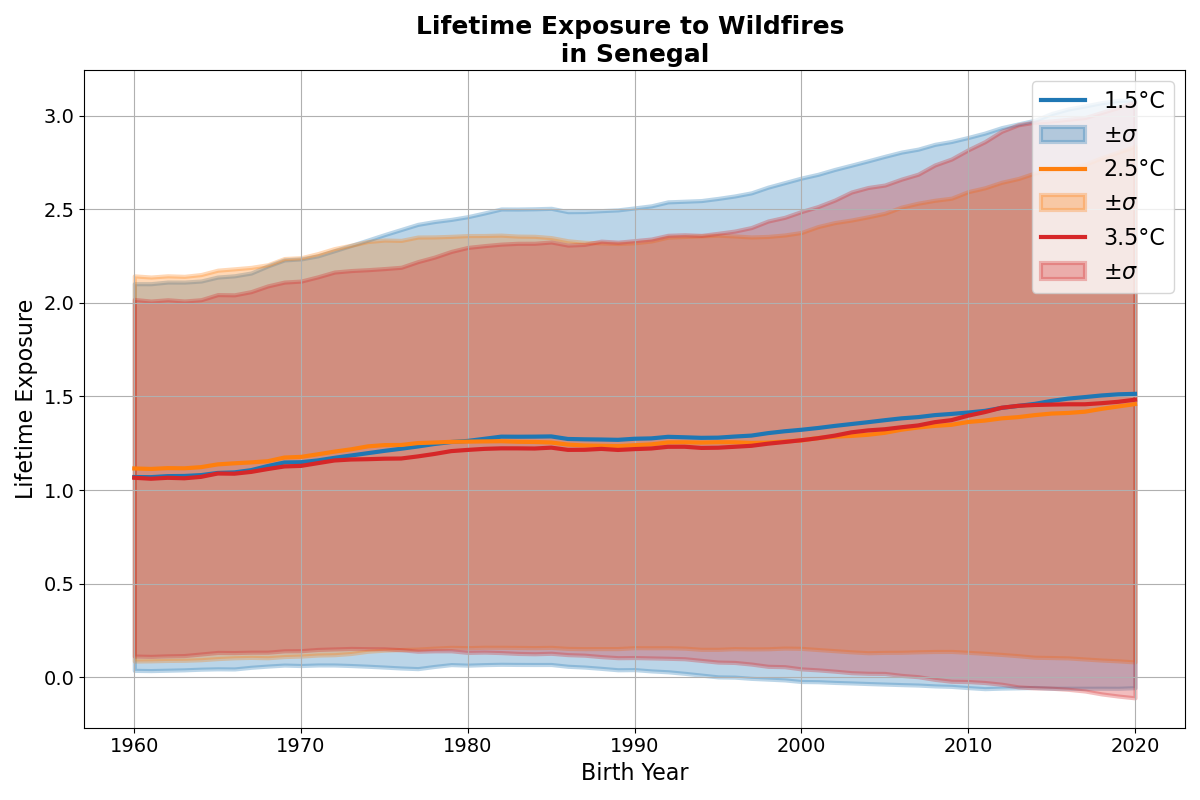 Lifetime Exposure to Wildfires
in Senegal
Lifetime Exposure
3.0
2.5
2.0
1.5
1.0
0.5
0.0
1.5°C
±σ
2.5°C
±σ
3.5°C
±σ
1960 1970 1980 1990 2000 2010 2020
Birth Year